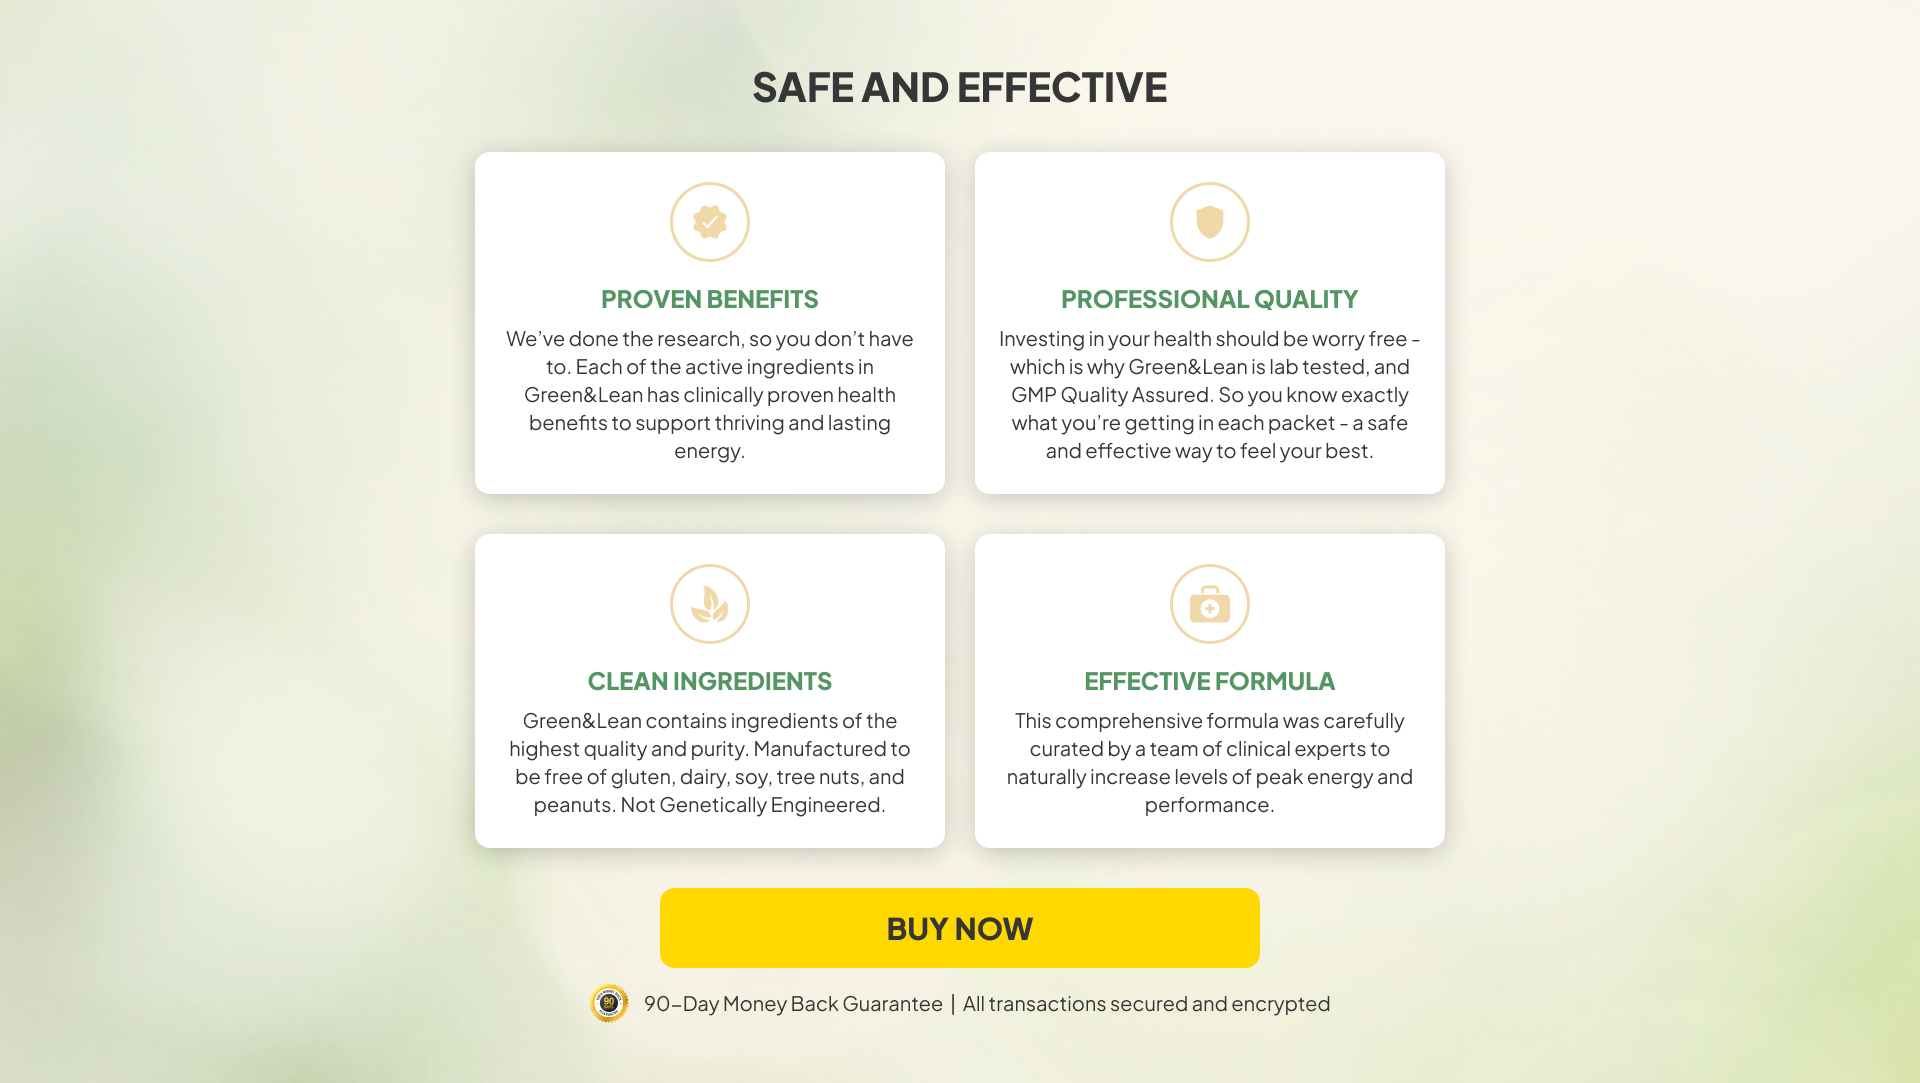 SAFE AND EFFECTIVE
PROVEN BENEFITS
We’ve done the research, so you don’t have
to. Each of the active ingredients in
Green&Lean has clinically proven health
benefits to support thriving and lasting
energy.
PROFESSIONAL QUALITY
Investing in your health should be worry free -
which is why Green&Lean is lab tested, and
GMP Quality Assured. So you know exactly
what you’re getting in each packet - a safe
and effective way to feel your best.
CLEAN INGREDIENTS
Green&Lean contains ingredients of the
highest quality and purity. Manufactured to
be free of gluten, dairy, soy, tree nuts, and
peanuts. Not Genetically Engineered.
EFFECTIVE FORMULA
This comprehensive formula was carefully
curated by a team of clinical experts to
naturally increase levels of peak energy and
performance.
BUY NOW
90
90-Day Money Back Guarantee | All transactions secured and encrypted